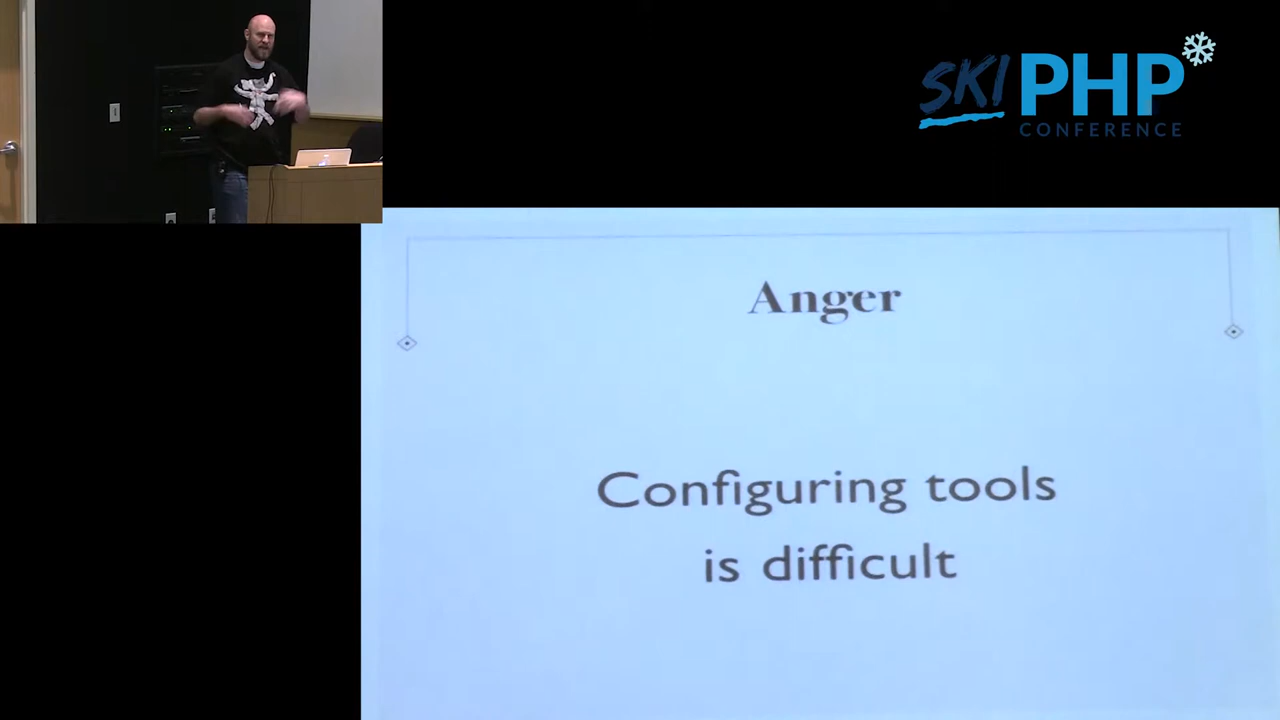 SKI PHP
CONFERENCE
Anger
Configuring tools
is difficult